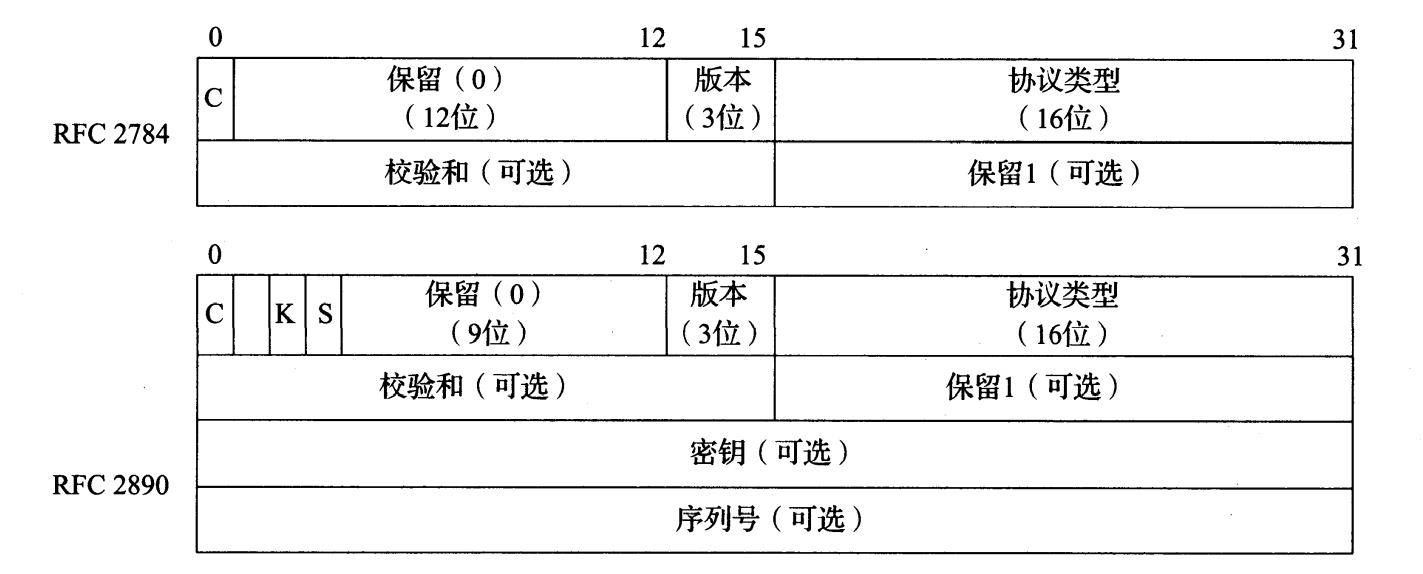 0 12 15 31
C 保留(0) 版本 协议类型
(12位) (3位) (16位)
RFC 2784
校验和(可选) 保留1(可选)
0 12 15 31
C K S 保留(0) 版本 协议类型
(9位) (3位) (16位)
校验和(可选) 保留1(可选)
密钥(可选)
RFC 2890
序列号(可选)